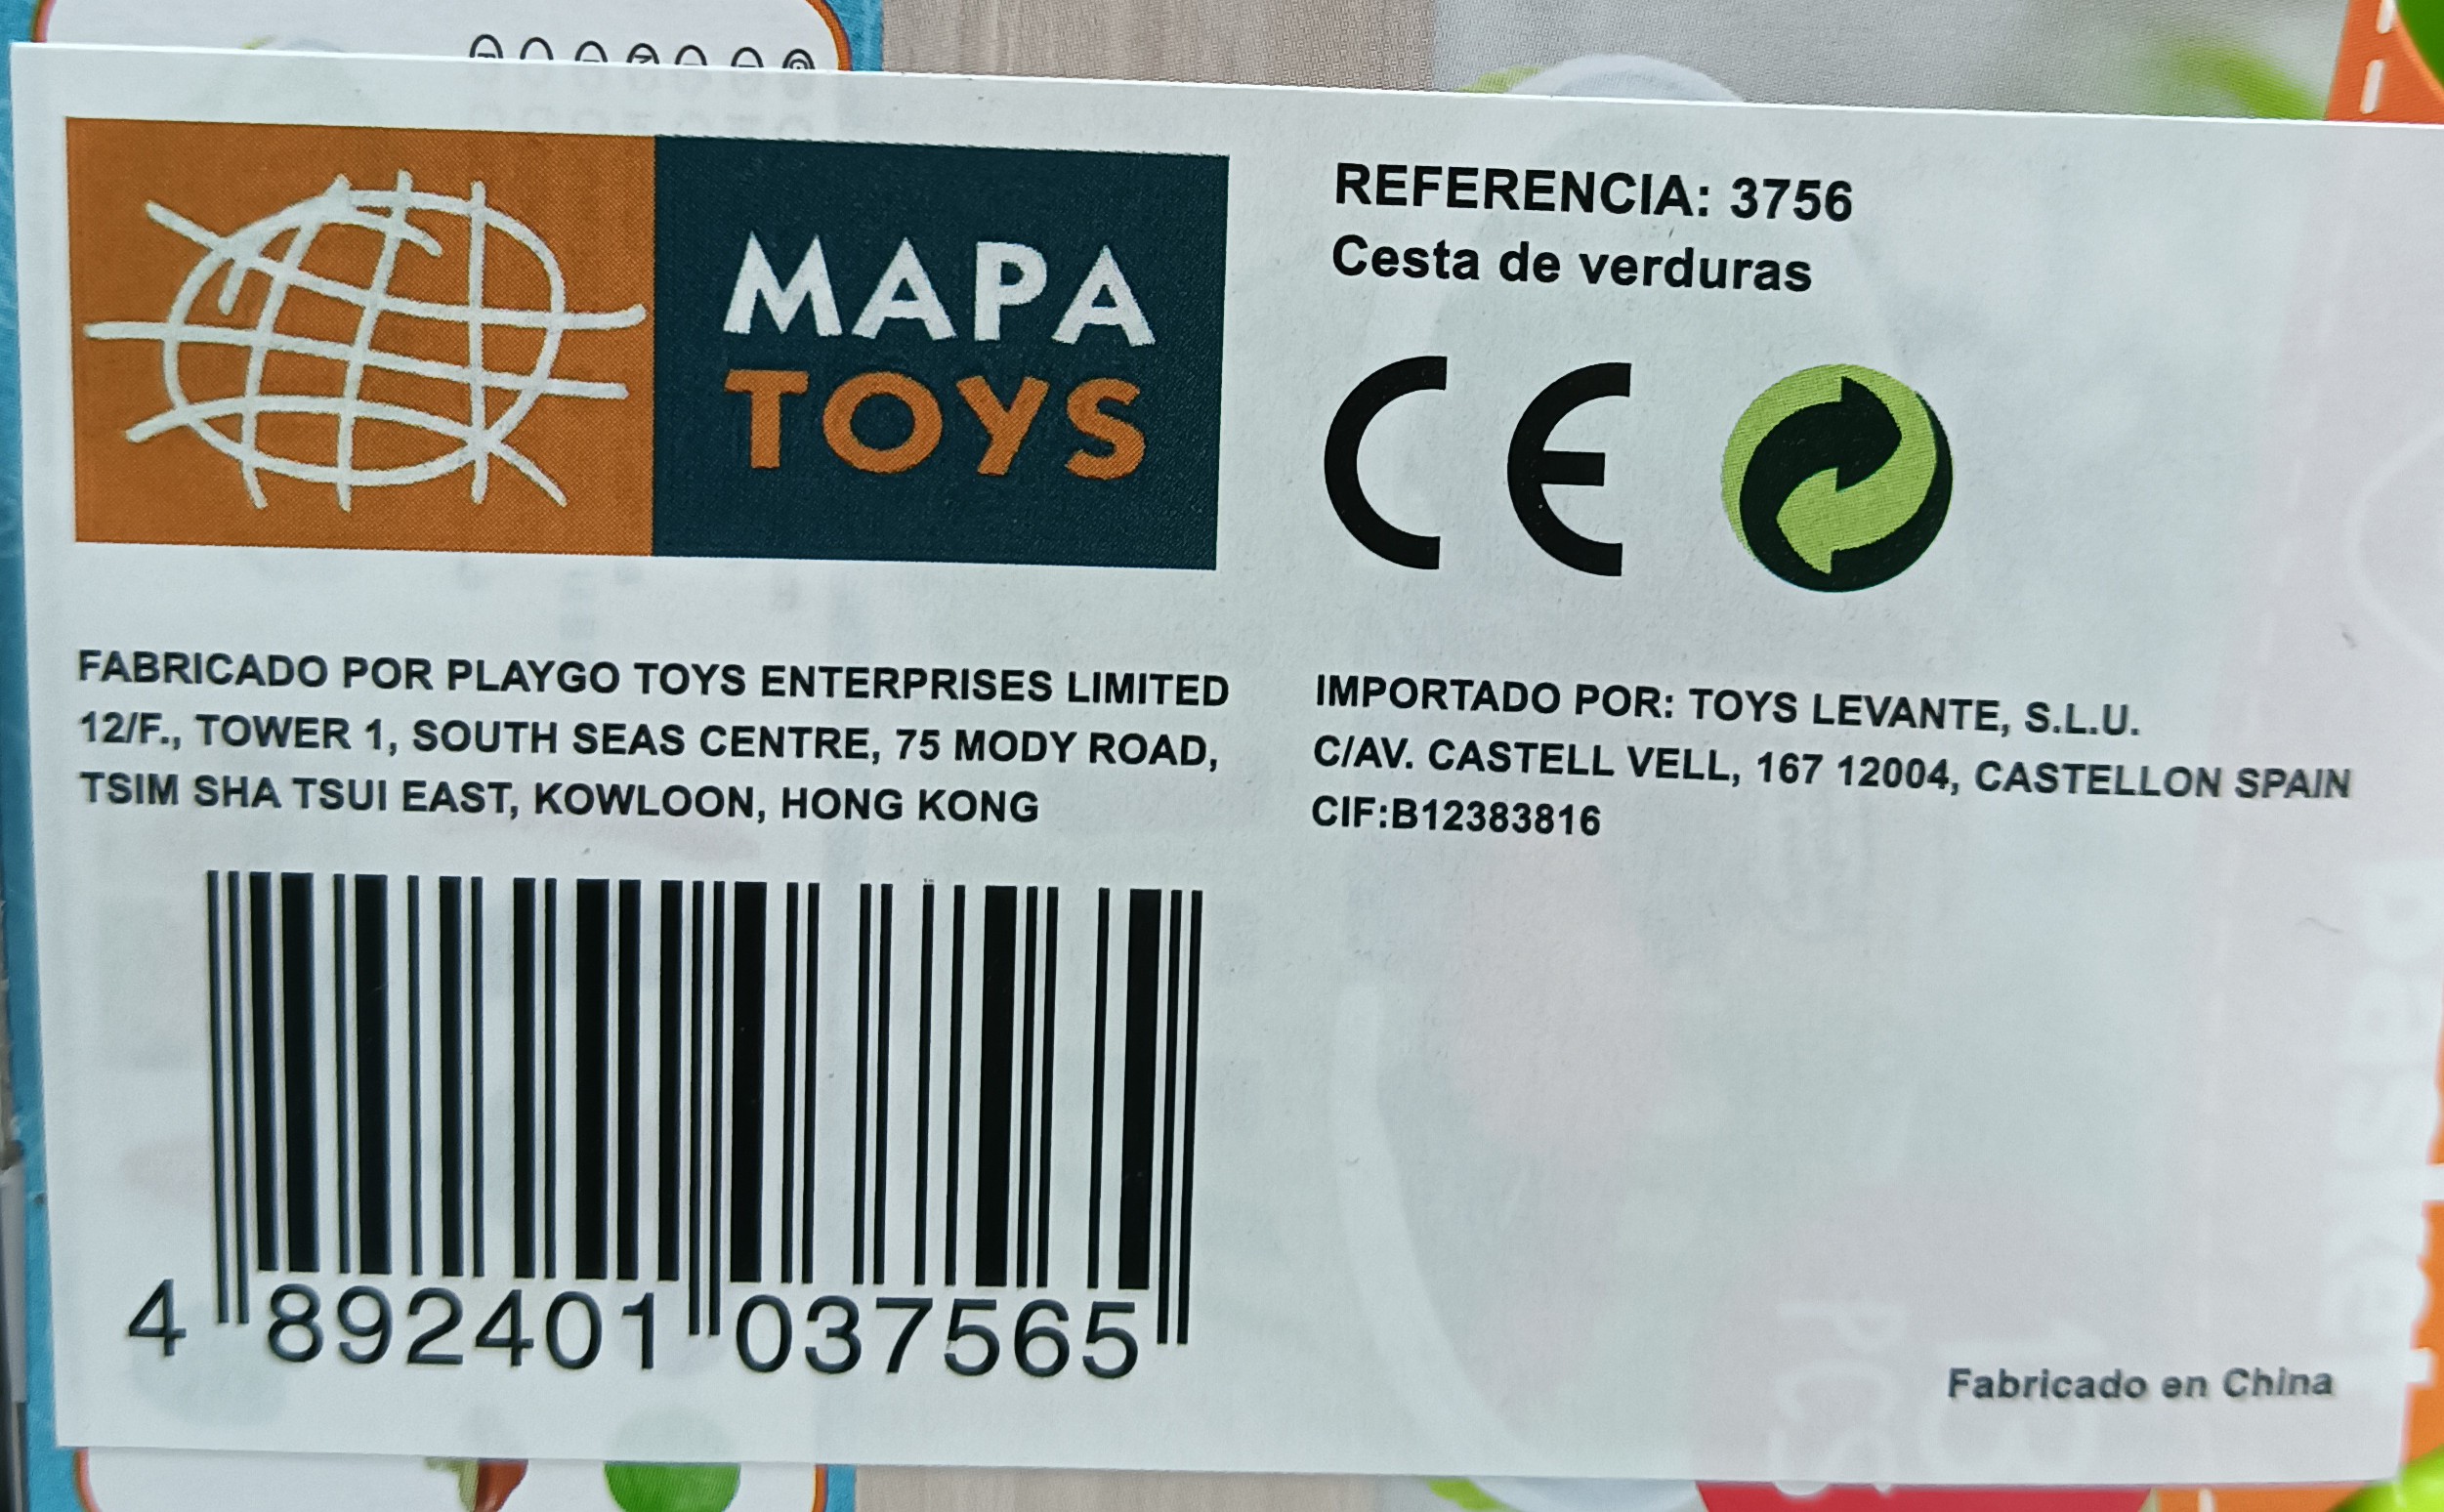 MAPA
TOYS
REFERENCIA: 3756
Cesta de verduras
CE
FABRICADO POR PLAYGO TOYS ENTERPRISES LIMITED
12/F., TOWER 1, SOUTH SEAS CENTRE, 75 MODY ROAD,
TSIM SHA TSUI EAST, KOWLOON, HONG KONG
IMPORTADO POR: TOYS LEVANTE, S.L.U.
C/AV. CASTELL VELL, 167 12004, CASTELLON SPAIN
CIF:B12383816
4 892401 037565
Fabricado en China